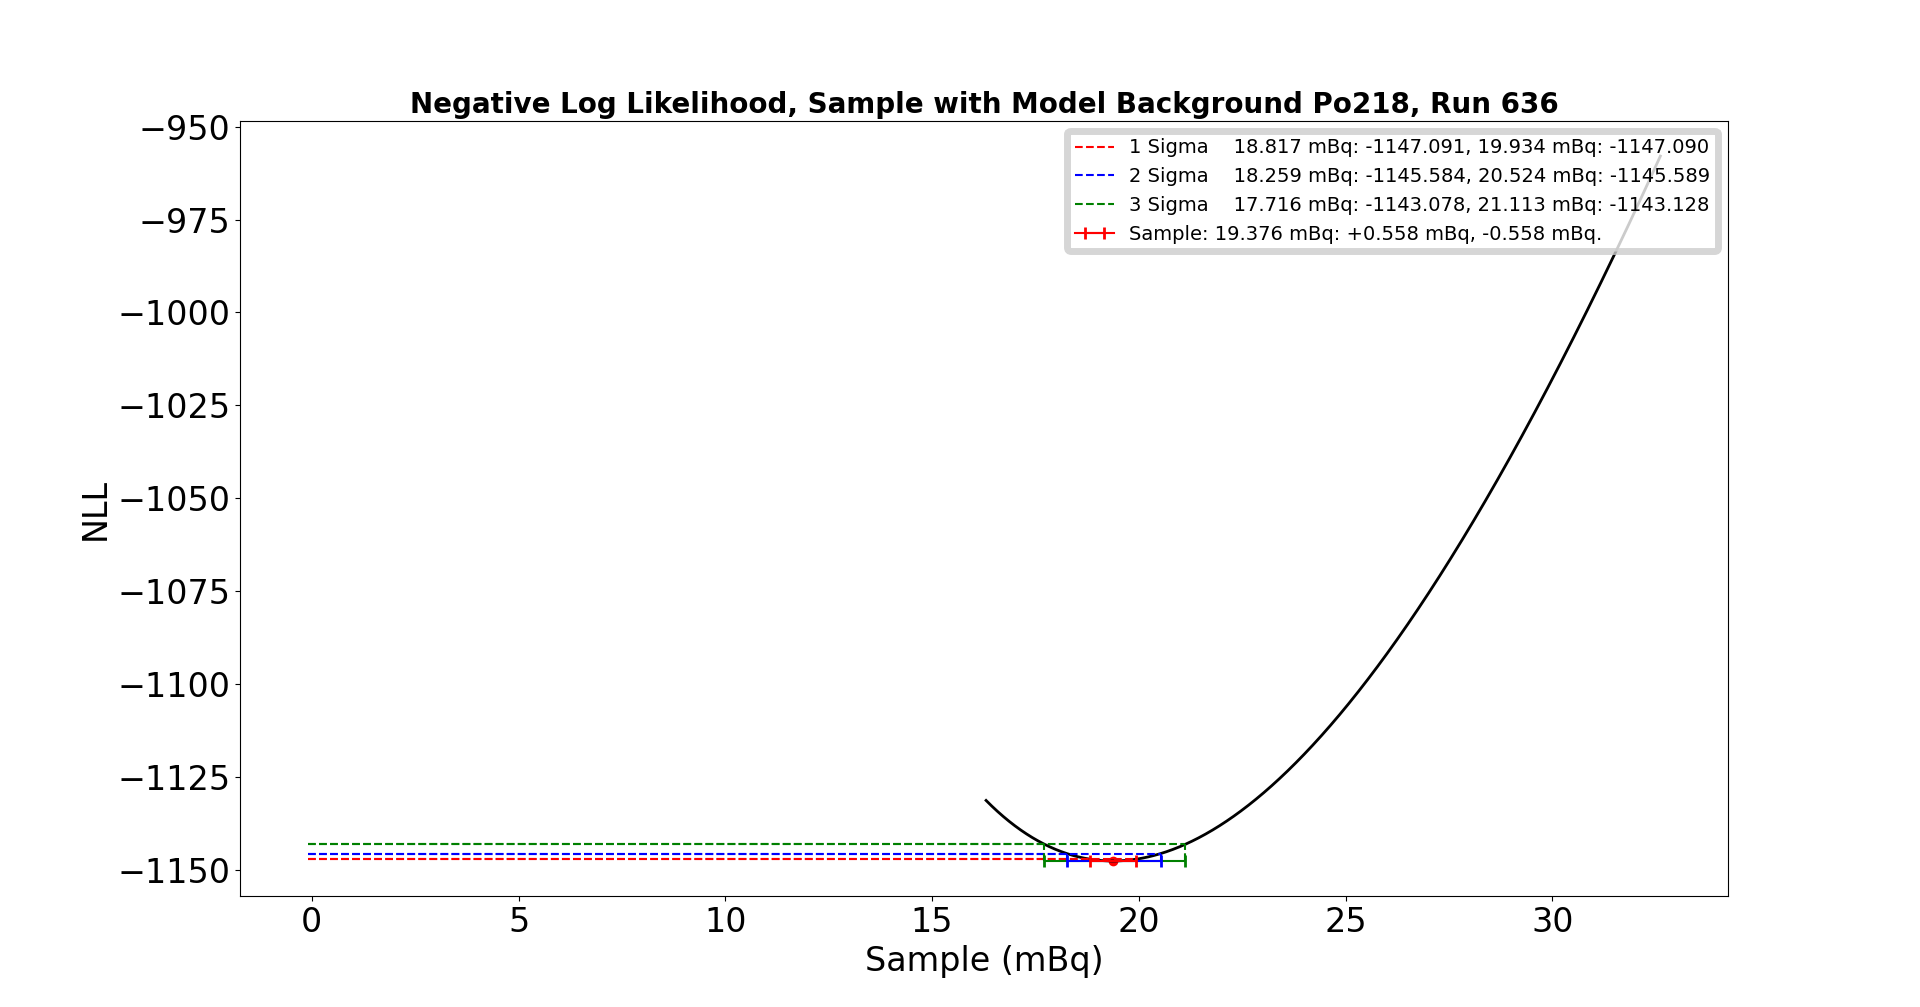 Negative Log Likelihood, Sample with Model Background Po218, Run 636
−950
−975
−1000
−1025
−1050
−1075
−1100
−1125
−1150
NLL
1 Sigma 18.817 mBq: -1147.091, 19.934 mBq: -1147.090
2 Sigma 18.259 mBq: -1145.584, 20.524 mBq: -1145.589
3 Sigma 17.716 mBq: -1143.078, 21.113 mBq: -1143.128
Sample: 19.376 mBq: +0.558 mBq, -0.558 mBq.
0 5 10 15 20 25 30
Sample (mBq)